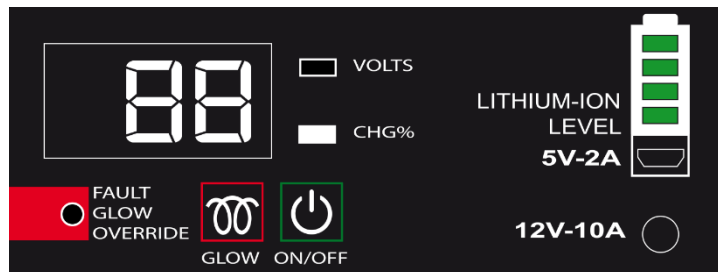 88
VOLTS
CHG%
LITHIUM-ION
LEVEL
5V-2A
FAULT
GLOW
OVERRIDE
GLOW
ON/OFF
12V-10A